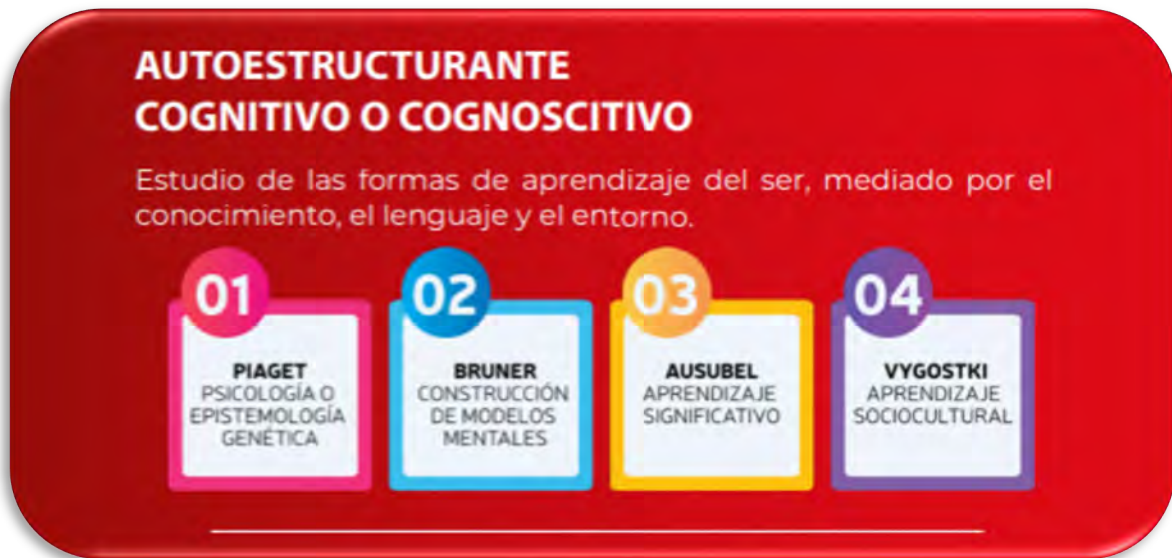 AUTOESTRUCTURANTE
COGNITIVO O COGNOSCITIVO
Estudio de las formas de aprendizaje del ser, mediado por el
conocimiento, el lenguaje y el entorno.
01
PIAGET
PSICOLOGÍA O
EPISTEMOLOGÍA
GENÉTICA
02
BRUNER
CONSTRUCCIÓN
DE MODELOS
MENTALES
03
AUSUBEL
APRENDIZAJE
SIGNIFICATIVO
04
VYGOSTKI
APRENDIZAJE
SOCIOCULTURAL